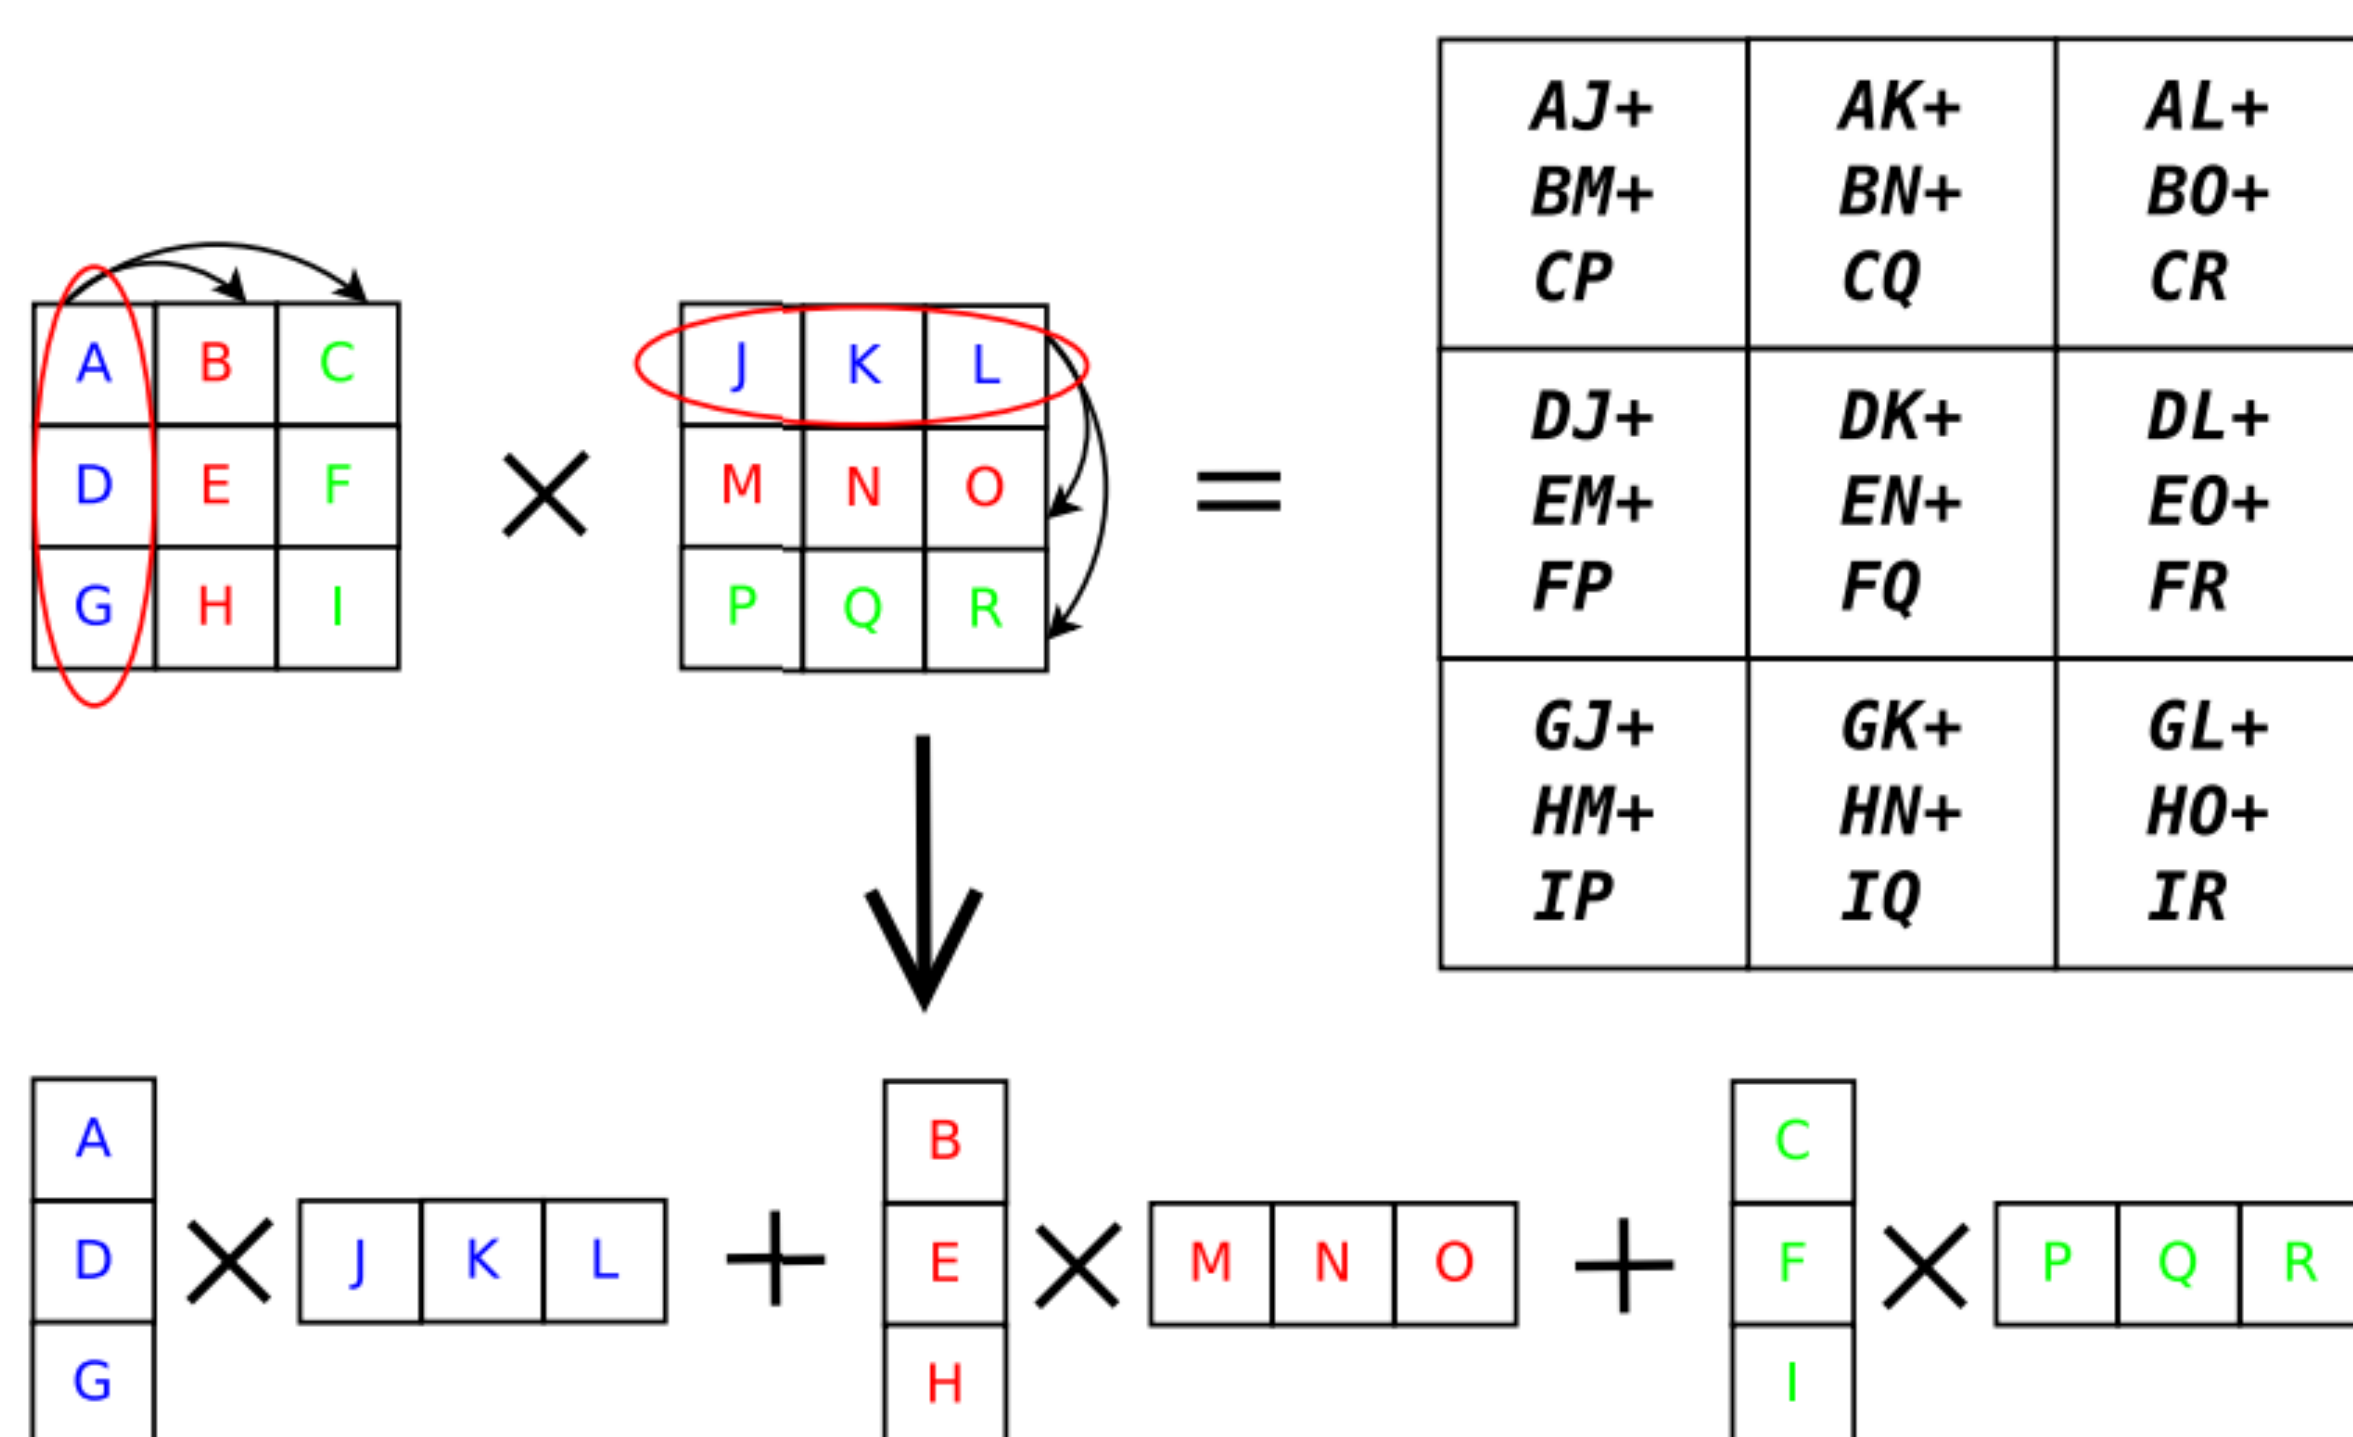 A B C
D E F
G H I
×
J K L
M N O
P Q R
=
AJ+ AK+ AL+
BM+ BN+ BO+
CP CQ CR
DJ+ DK+ DL+
EM+ EN+ EO+
FP FQ FR
GJ+ GK+ GL+
HM+ HN+ HO+
IP IQ IR
A
D
G
×
J K L
+
B
E
H
×
M N O
+
C
F
I
×
P Q R